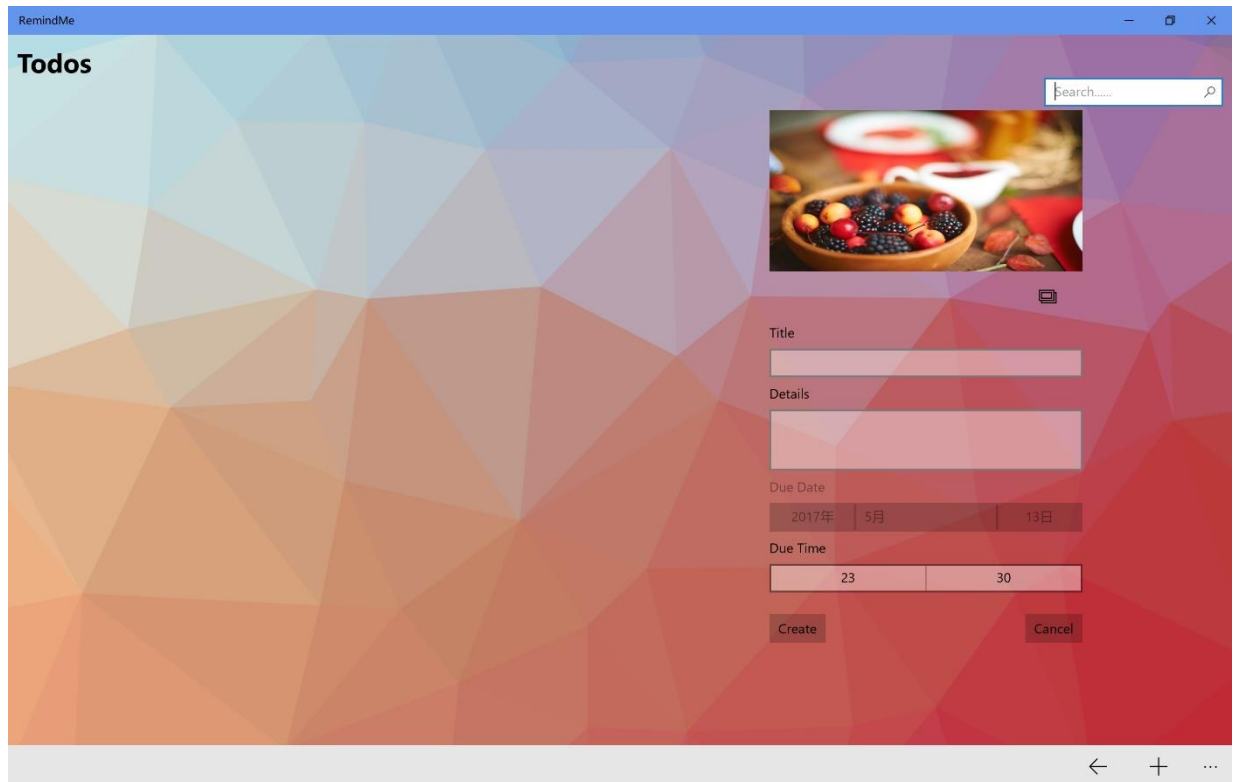 RemindMe
Todos
Search......
Title
Details
Due Date
2017年 5月 13日
Due Time
23 30
Create Cancel